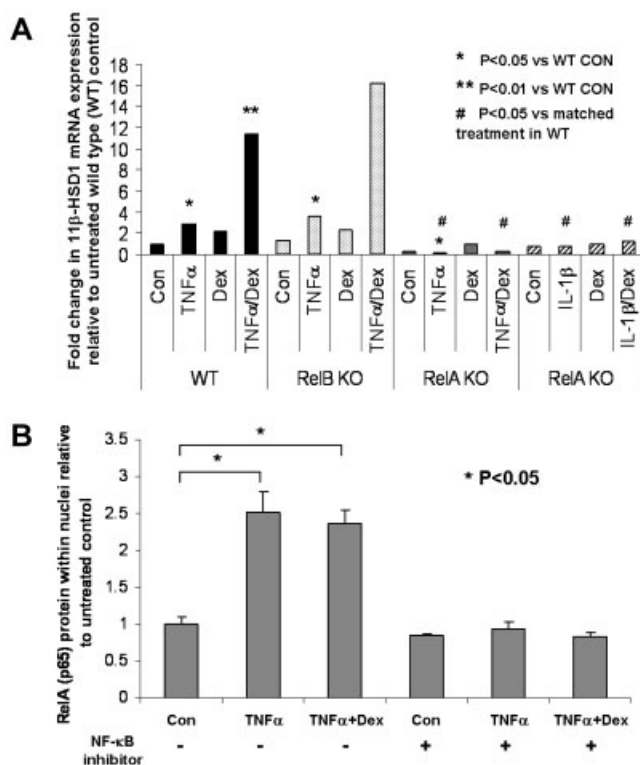 A
Fold change in 11β-HSD1 mRNA expression
relative to untreated wild type (WT) control
18
16
14
12
10
8
6
4
2
0
* P<0.05 vs WT CON
** P<0.01 vs WT CON
# P<0.05 vs matched
treatment in WT
* ** * # * # # #
Con TNFα Dex TNFα/Dex Con TNFα Dex TNFα/Dex Con TNFα Dex TNFα/Dex Con IL-1β Dex IL-1β/Dex
WT RelB KO RelA KO RelA KO
B
RelA (p65) protein within nuclei relative
to untreated control
3.5
3
2.5
2
1.5
1
0.5
0
*
*
* P<0.05
Con TNFα TNFα+Dex Con TNFα TNFα+Dex
NF-κB
inhibitor
- - - + + +